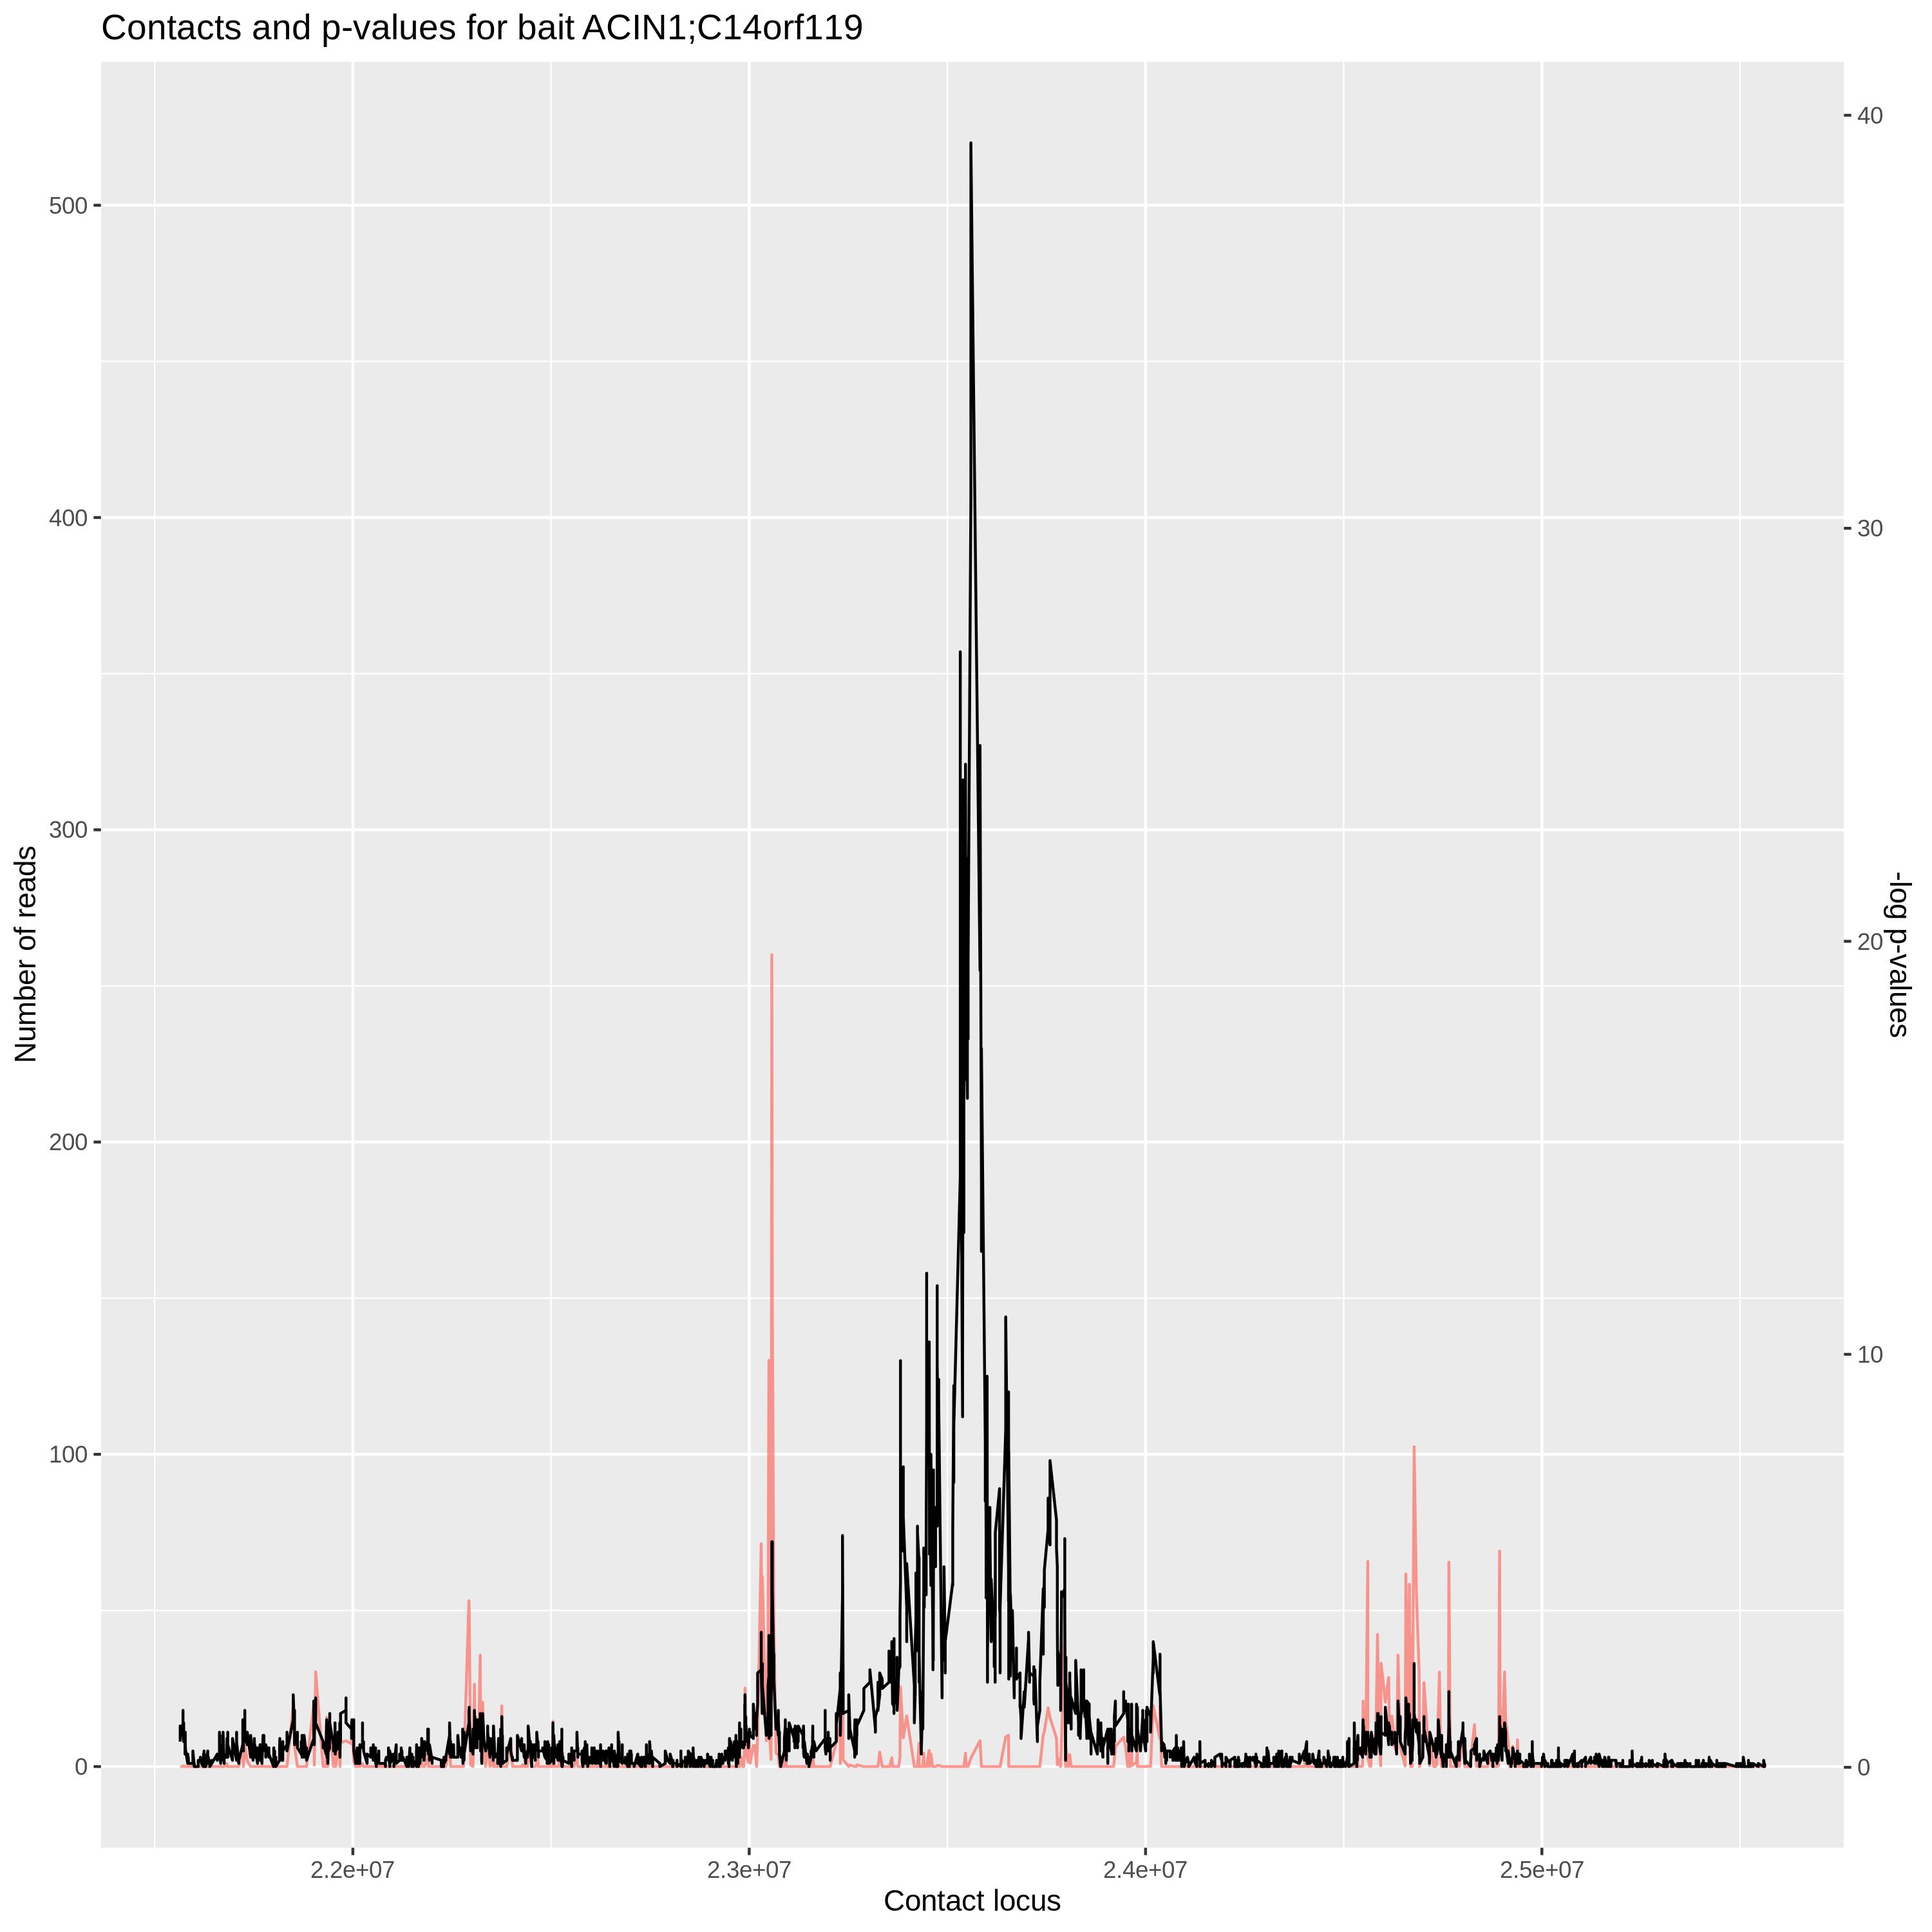 Contacts and p-values for bait ACIN1;C14orf119
Number of reads
500
400
300
200
100
0
40
30
20
10
0
-log p-values
2.2e+07
2.3e+07
2.4e+07
2.5e+07
Contact locus